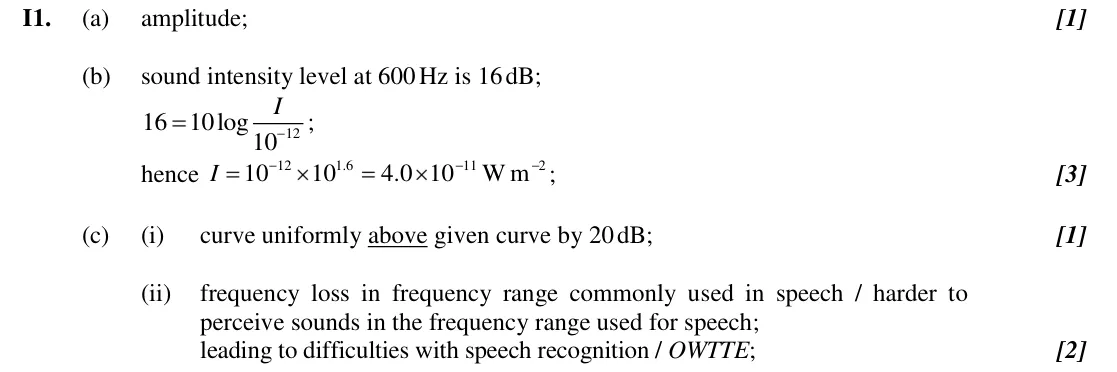 I1. (a) amplitude; [1]
(b) sound intensity level at 600 Hz is 16 dB;
16 = 10 log I/10⁻¹² ;
hence I = 10⁻¹² × 10¹·⁶ = 4.0 × 10⁻¹¹ W m⁻² ; [3]
(c) (i) curve uniformly above given curve by 20 dB; [1]
(ii) frequency loss in frequency range commonly used in speech / harder to
perceive sounds in the frequency range used for speech;
leading to difficulties with speech recognition / OWTTE; [2]